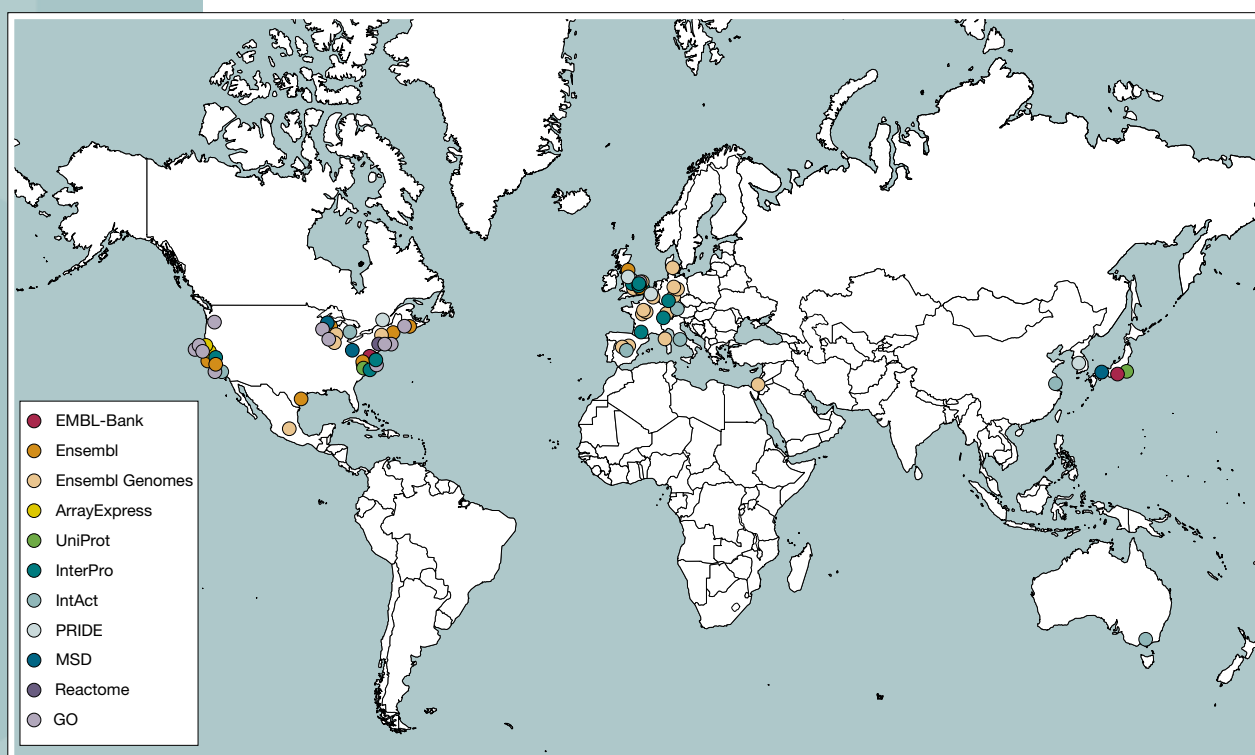 EMBL-Bank
Ensembl
Ensembl Genomes
ArrayExpress
UniProt
InterPro
IntAct
PRIDE
MSD
Reactome
GO